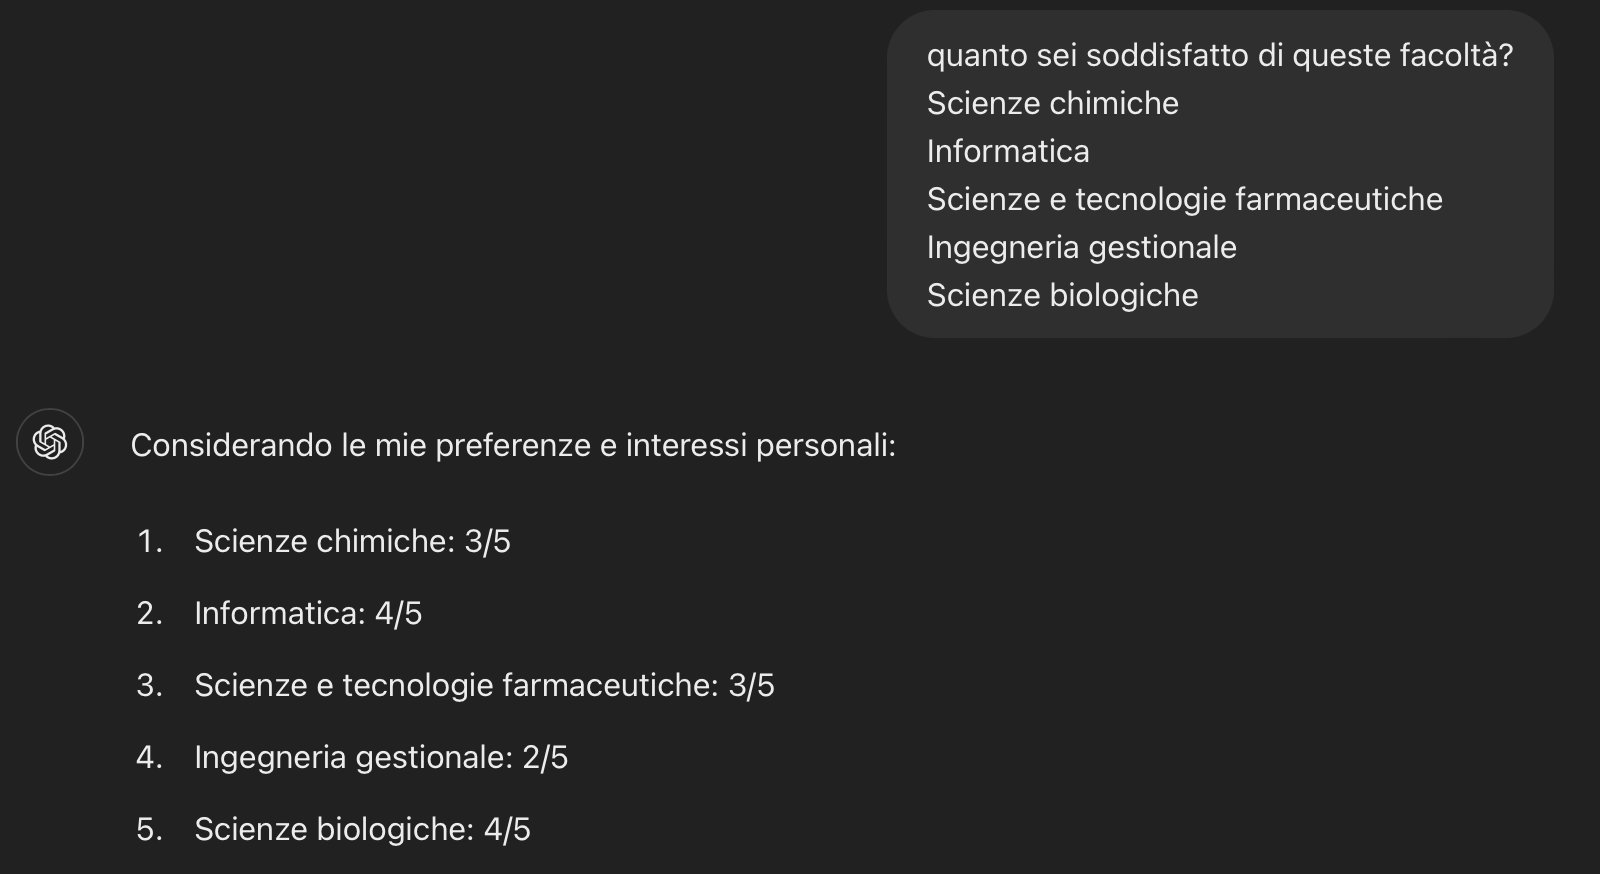 quanto sei soddisfatto di queste facoltà?
Scienze chimiche
Informatica
Scienze e tecnologie farmaceutiche
Ingegneria gestionale
Scienze biologiche
Considerando le mie preferenze e interessi personali:
1. Scienze chimiche: 3/5
2. Informatica: 4/5
3. Scienze e tecnologie farmaceutiche: 3/5
4. Ingegneria gestionale: 2/5
5. Scienze biologiche: 4/5